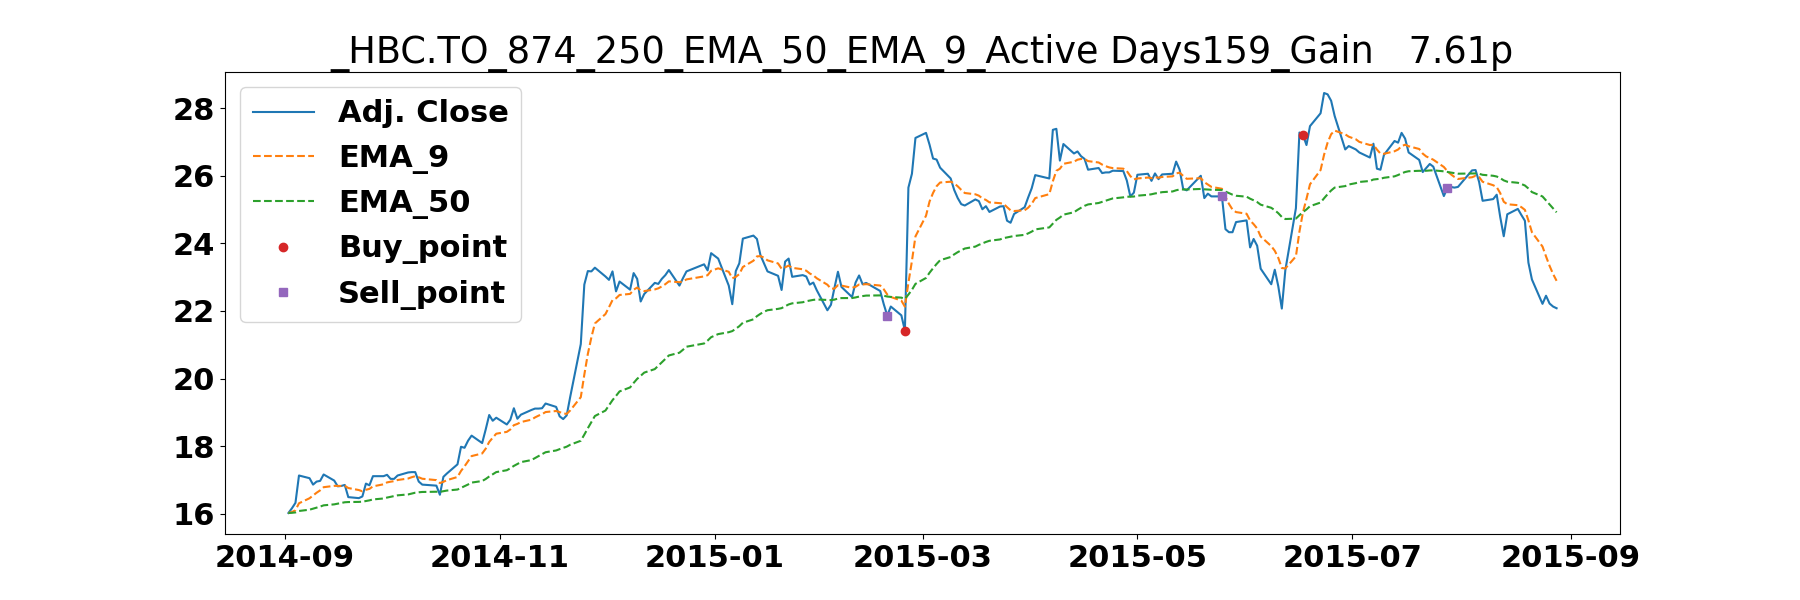 _HBC.TO_874_250_EMA_50_EMA_9_Active Days159_Gain   7.61p
Adj. Close
EMA_9
EMA_50
Buy_point
Sell_point
28
26
24
22
20
18
16
2014-09 2014-11 2015-01 2015-03 2015-05 2015-07 2015-09